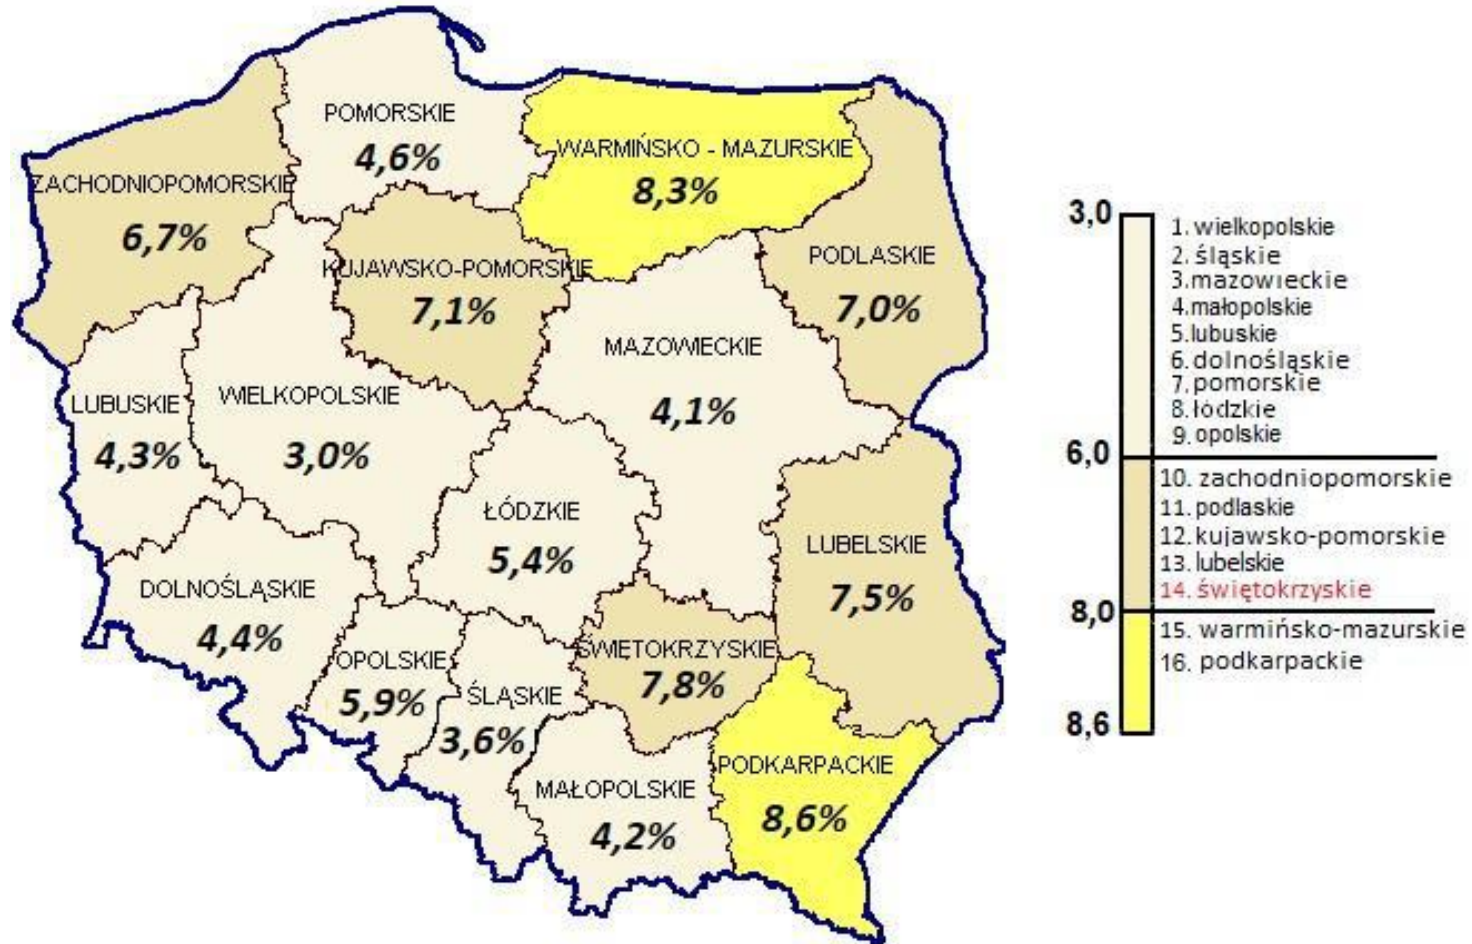 POMORSKIE
4,6%
WARMIŃSKO - MAZURSKIE
8,3%
ZACHODNIOPOMORSKIE
6,7%
KUJAWSKO-POMORSKIE
7,1%
PODLASKIE
7,0%
MAZOWIECKIE
4,1%
LUBUSKIE
4,3%
WIELKOPOLSKIE
3,0%
ŁÓDZKIE
5,4%
LUBELSKIE
7,5%
DOLNOŚLĄSKIE
4,4%
OPOLSKIE
5,9%
ŚLĄSKIE
3,6%
ŚWIĘTOKRZYSKIE
7,8%
MAŁOPOLSKIE
4,2%
PODKARPACKIE
8,6%
3,0
1. wielkopolskie
2. śląskie
3.mazowieckie
4.małopolskie
5.lubuskie
6.dolnośląskie
7.pomorskie
8.łódzkie
9. opolskie
6,0
10. zachodniopomorskie
11. podlaskie
12.kujawsko-pomorskie
13. lubelskie
14. świętokrzyskie
8,0
15. warmińsko-mazurskie
16. podkarpackie
8,6